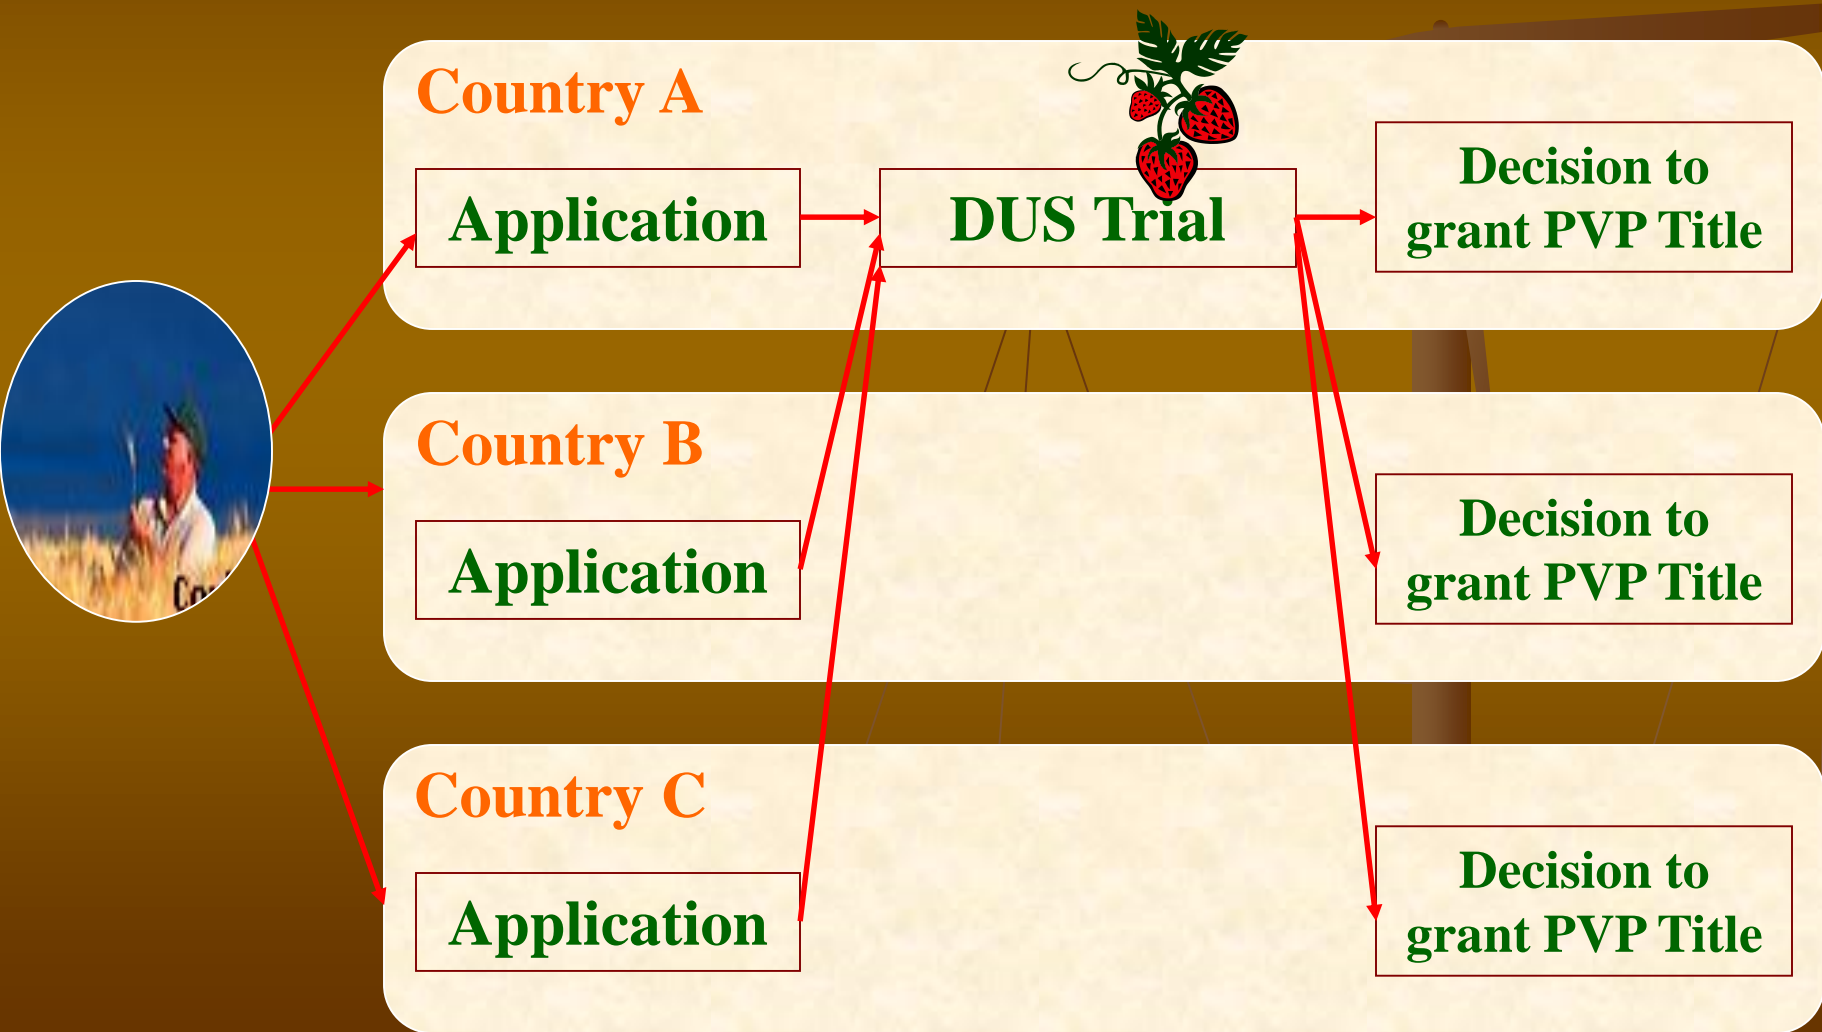 Country A
Application
DUS Trial
Decision to
grant PVP Title
Country B
Application
Decision to
grant PVP Title
Country C
Application
Decision to
grant PVP Title